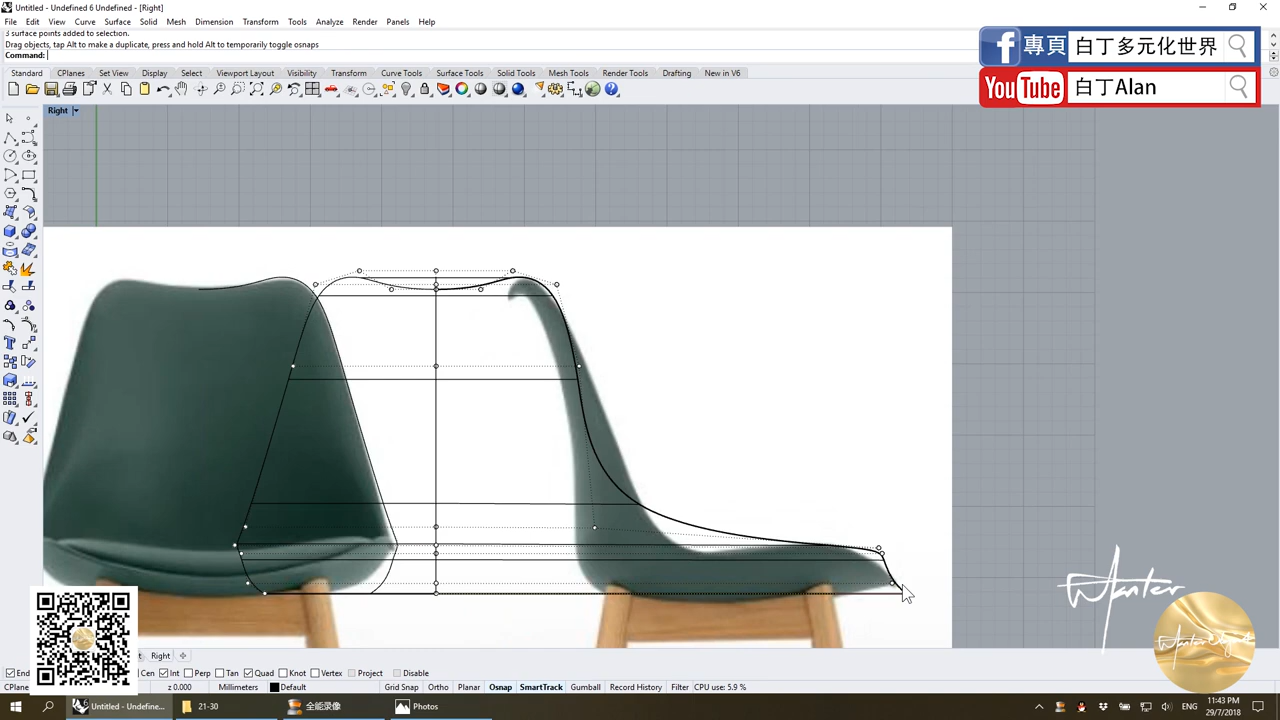 Untitled - Undefined 6 Undefined - [Right]
File Edit View Curve Surface Solid Mesh Dimension Transform Tools Analyze Render Panels Help
3 surface points added to selection.
Drag objects, tap Alt to make a duplicate, press and hold Alt to temporarily toggle osnaps
Command:
專頁 白丁多元化世界
Standard CPlanes Set View Display Select Viewport Layout Visibility Transform Curve Tools Surface Tools Solid Tools Mesh Tools Render Tools Drafting New in V6
YouTube 白丁Alan
Right
Wanter
Right
End Cen Int Perp Tan Quad Knot Vertex Project Disable
CPlane z 0.000 Millimeters Default Grid Snap Ortho Planar Osnap SmartTrack Gumball Record History Filter CPU use: 5.9 %
Untitled - Undefine... 21-30 全能录像 Photos ENG
11:43 PM
29/7/2018